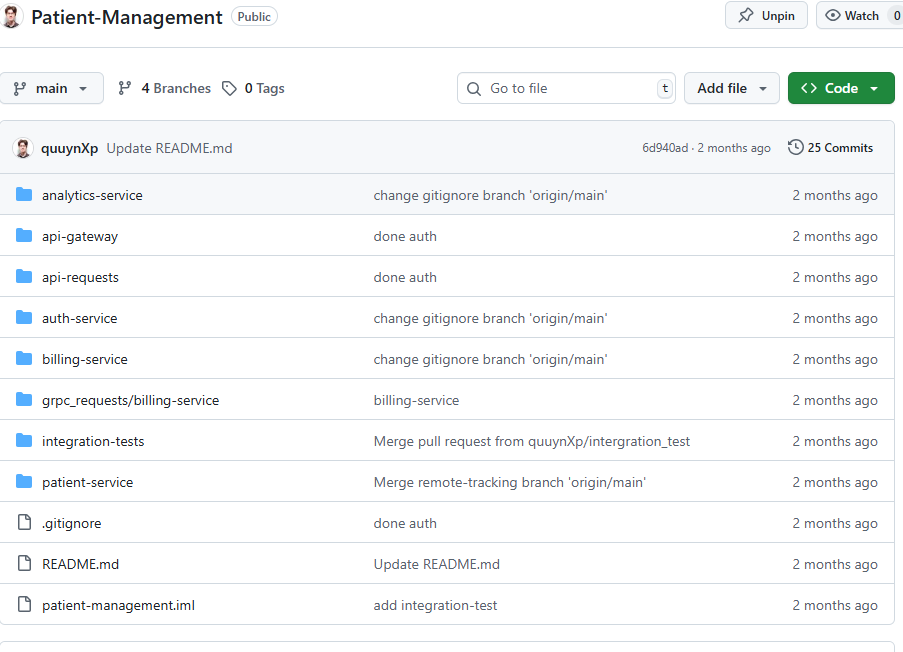 Patient-Management Public Unpin Watch 0
main 4 Branches 0 Tags Go to file t Add file Code
quuynXp Update README.md 6d940ad · 2 months ago 25 Commits
analytics-service change gitignore branch 'origin/main' 2 months ago
api-gateway done auth 2 months ago
api-requests done auth 2 months ago
auth-service change gitignore branch 'origin/main' 2 months ago
billing-service change gitignore branch 'origin/main' 2 months ago
grpc_requests/billing-service billing-service 2 months ago
integration-tests Merge pull request from quuynXp/intergration_test 2 months ago
patient-service Merge remote-tracking branch 'origin/main' 2 months ago
.gitignore done auth 2 months ago
README.md Update README.md 2 months ago
patient-management.iml add integration-test 2 months ago